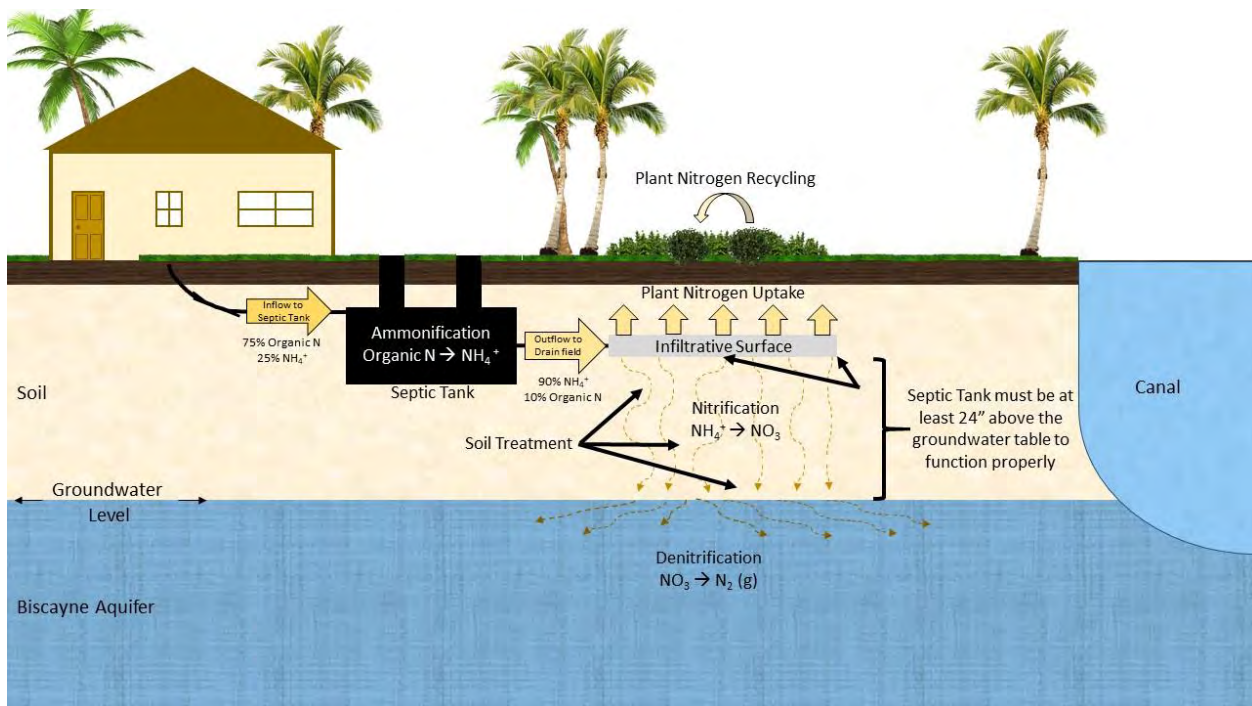 Plant Nitrogen Recycling
Inflow to
Septic Tank
75% Organic N
25% NH₄⁺
Ammonification
Organic N → NH₄⁺
Septic Tank
Outflow to
Drain field
90% NH₄⁺
10% Organic N
Plant Nitrogen Uptake
Infiltrative Surface
Nitrification
NH₄⁺ → NO₃
Soil Treatment
Septic Tank must be at
least 24” above the
groundwater table to
function properly
Canal
Soil
Groundwater
Level
Denitrification
NO₃ → N₂ (g)
Biscayne Aquifer